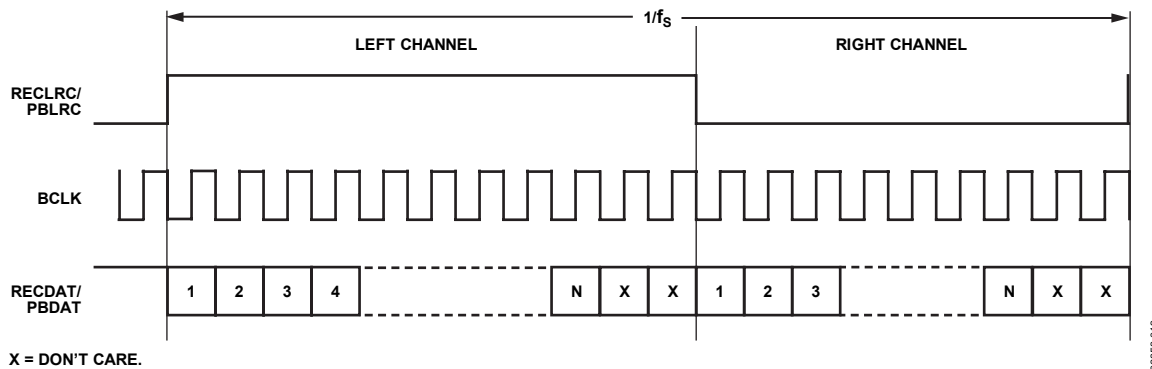 1/fS
LEFT CHANNEL
RIGHT CHANNEL
RECLRC/
PBLRC
BCLK
RECDAT/
PBDAT
1 2 3 4 N X X 1 2 3 N X X
X = DON'T CARE.